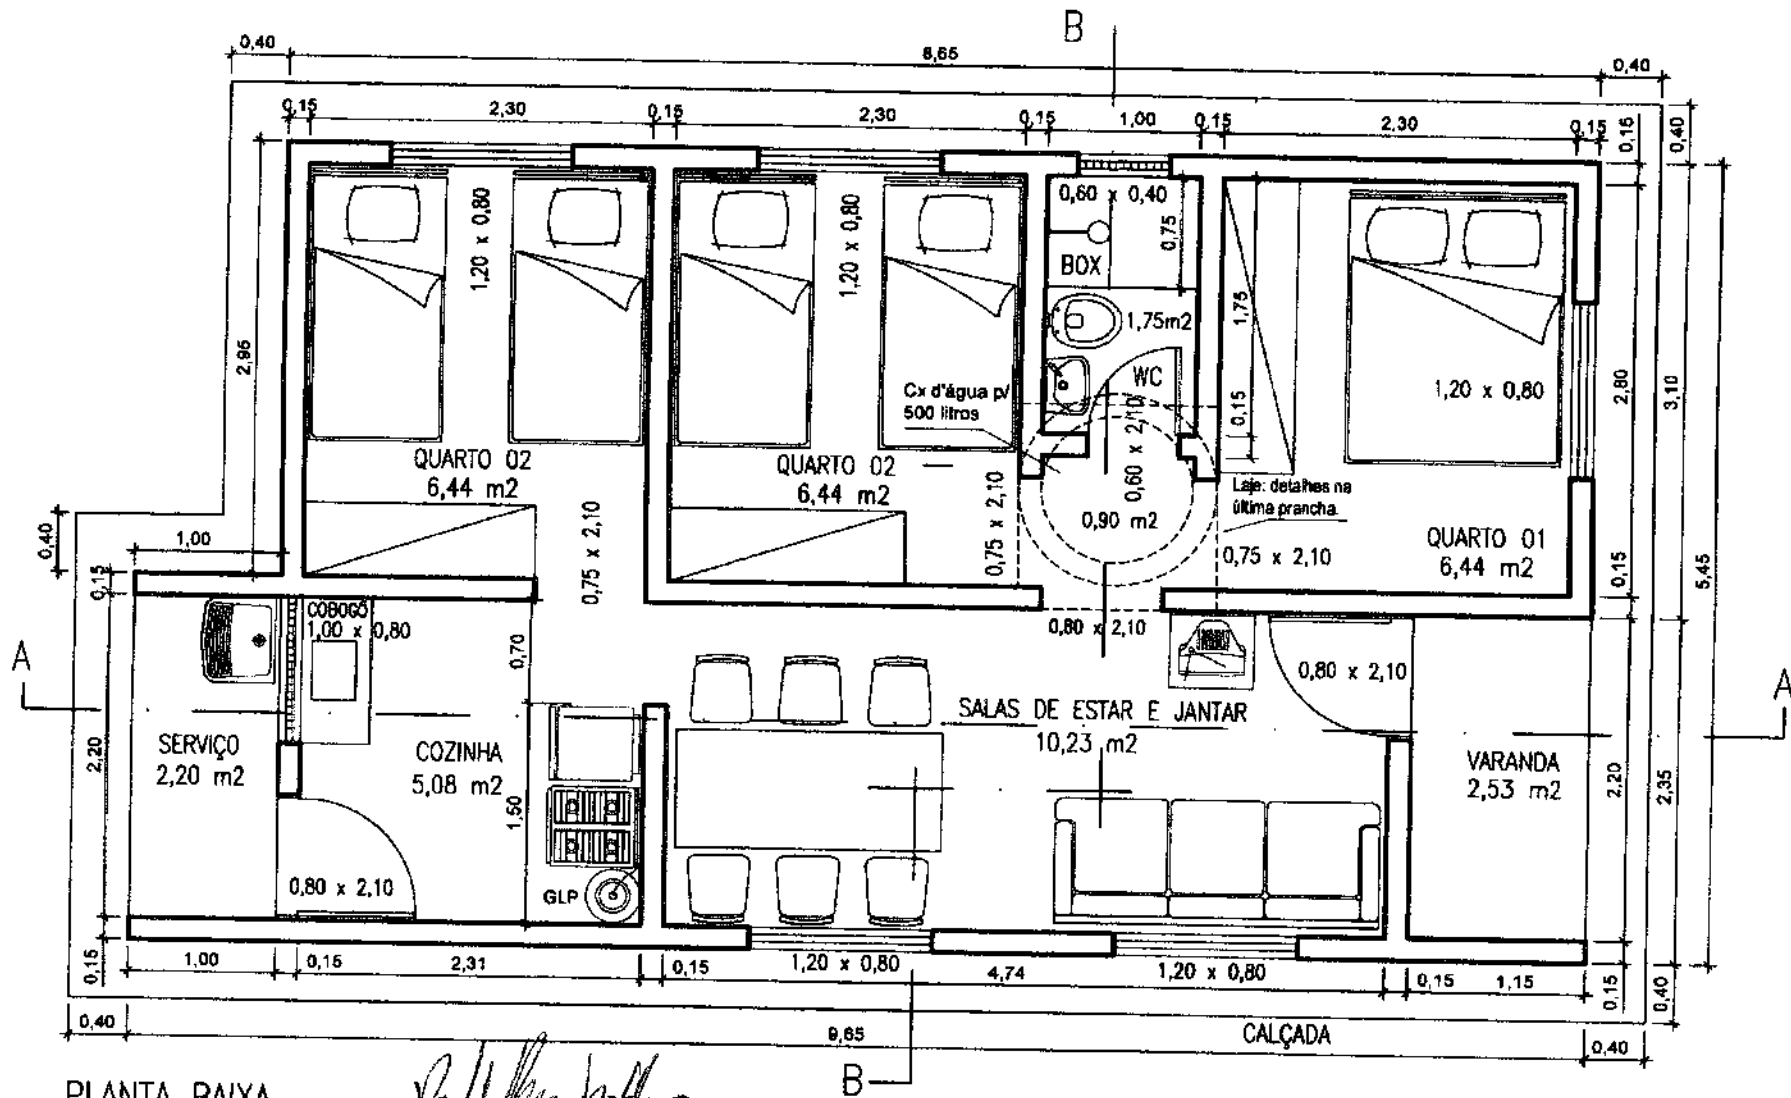 B
0,40
8,65
0,40
0,15
2,30
0,15
2,30
0,15
1,00
0,15
2,30
0,15
0,15
0,40
1,20 x 0,80
1,20 x 0,80
0,60 x 0,40
0,75
BOX
1,75m2
1,75
2,95
WC
1,20 x 0,80
2,80
3,10
Cx d'água p/
500 litros
0,15
0,60 x 2,10
QUARTO 02
6,44 m2
QUARTO 02
6,44 m2
Laje: detalhes na
última prancha.
0,90 m2
0,75 x 2,10
0,75 x 2,10
0,75 x 2,10
QUARTO 01
6,44 m2
0,40
1,00
0,15
0,15
5,45
COBOGÓ
1,00 x 0,80
0,80 x 2,10
0,70
0,80 x 2,10
A
A
SALAS DE ESTAR E JANTAR
10,23 m2
SERVIÇO
2,20 m2
COZINHA
5,08 m2
VARANDA
2,53 m2
2,20
1,50
2,20
2,35
0,80 x 2,10
GLP
0,15
1,00
0,15
2,31
0,15
1,20 x 0,80
4,74
1,20 x 0,80
0,15
1,15
0,15
0,40
0,40
9,65
CALÇADA
0,40
B
PLANTA BAIXA